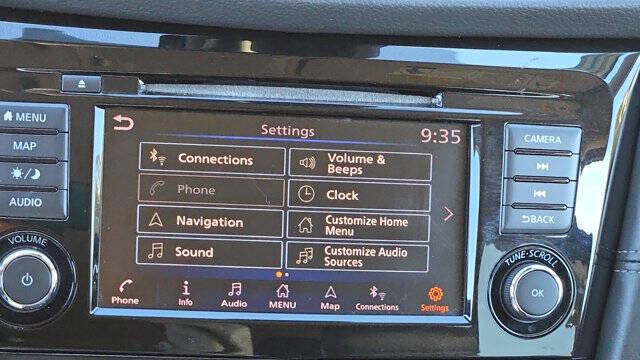 MENU
MAP
AUDIO
VOLUME
Settings
9:35
Connections
Volume &
Beeps
Phone
Clock
Navigation
Customize Home
Menu
Sound
Customize Audio
Sources
Phone
Info
Audio
MENU
Map
Connections
Settings
CAMERA
BACK
TUNE·SCROLL
OK